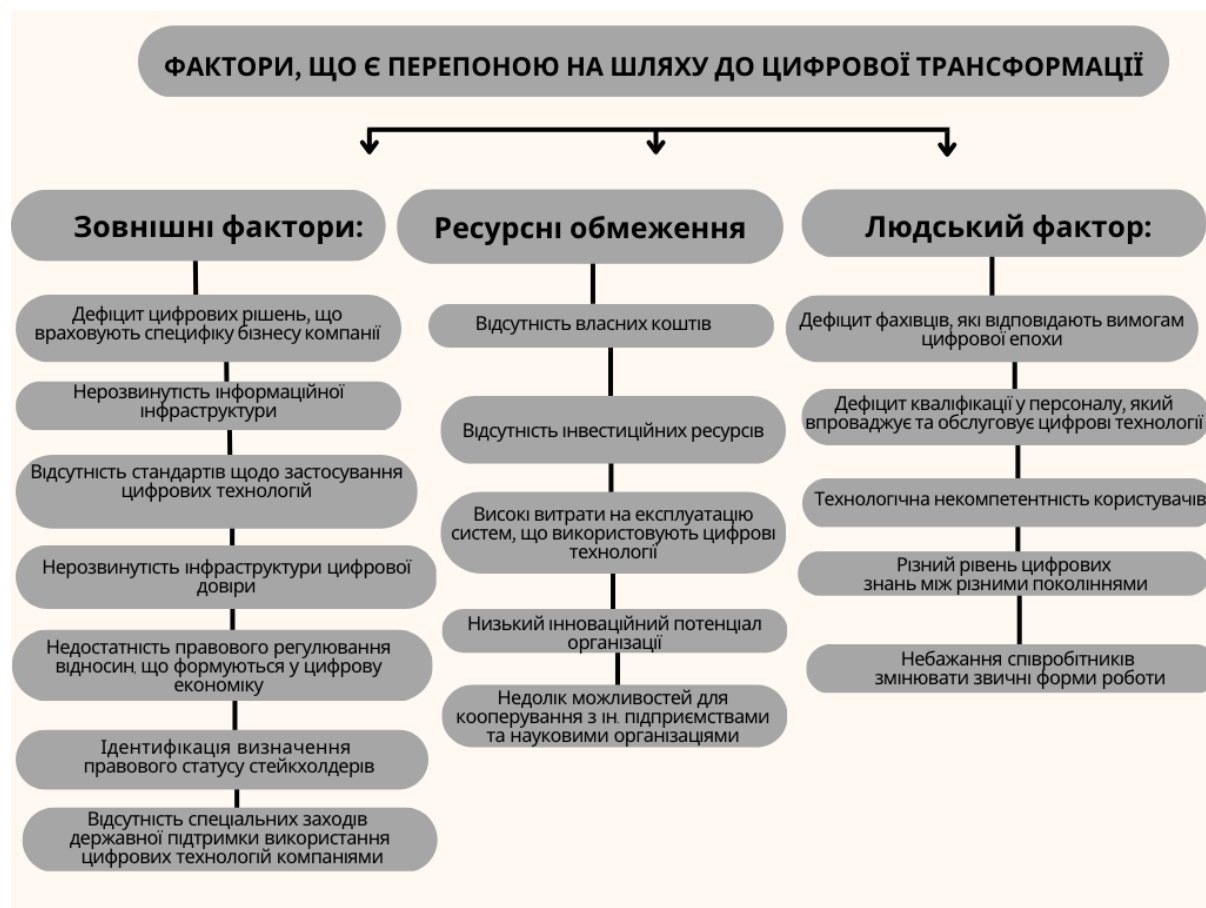 ФАКТОРИ, ЩО Є ПЕРЕПОНОЮ НА ШЛЯХУ ДО ЦИФРОВОЇ ТРАНСФОРМАЦІЇ
Зовнішні фактори:
Дефіцит цифрових рішень, що
враховують специфіку бізнесу компанії
Нерозвинутість інформаційної
інфраструктури
Відсутність стандартів щодо застосування
цифрових технологій
Нерозвинутість інфраструктури цифрової
довіри
Недостатність правового регулювання
відносин, що формуються у цифрову
економіку
Ідентифікація визначення
правового статусу стейкхолдерів
Відсутність спеціальних заходів
державної підтримки використання
цифрових технологій компаніями
Ресурсні обмеження
Відсутність власних коштів
Відсутність інвестиційних ресурсів
Високі витрати на експлуатацію
систем, що використовують цифрові
технології
Низький інноваційний потенціал
організації
Недолік можливостей для
кооперування з ін. підприємствами
та науковими організаціями
Людський фактор:
Дефіцит фахівців, які відповідають вимогам
цифрової епохи
Дефіцит кваліфікації у персоналу, який
впроваджує та обслуговує цифрові технології
Технологічна некомпетентність користувачів
Різний рівень цифрових
знань між різними поколіннями
Небажання співробітників
змінювати звичні форми роботи